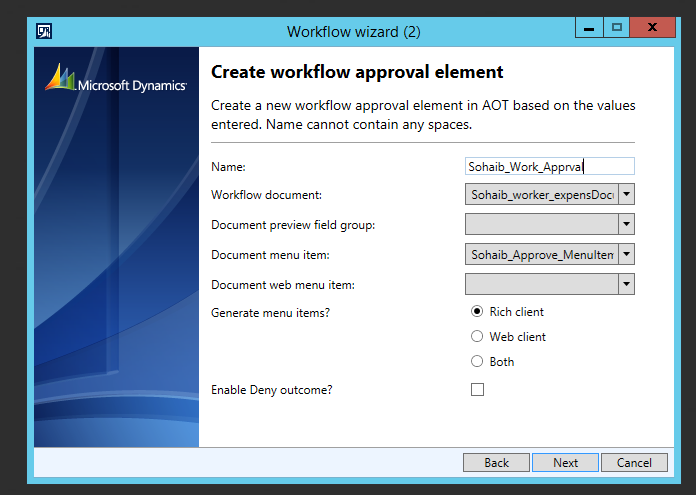 Workflow wizard (2)
Microsoft Dynamics
Create workflow approval element
Create a new workflow approval element in AOT based on the values
entered. Name cannot contain any spaces.
Name:
Sohaib_Work_Apprval
Workflow document:
Sohaib_worker_expensDoc
Document preview field group:
Document menu item:
Sohaib_Approve_MenuItem
Document web menu item:
Generate menu items?
Rich client
Web client
Both
Enable Deny outcome?
Back
Next
Cancel